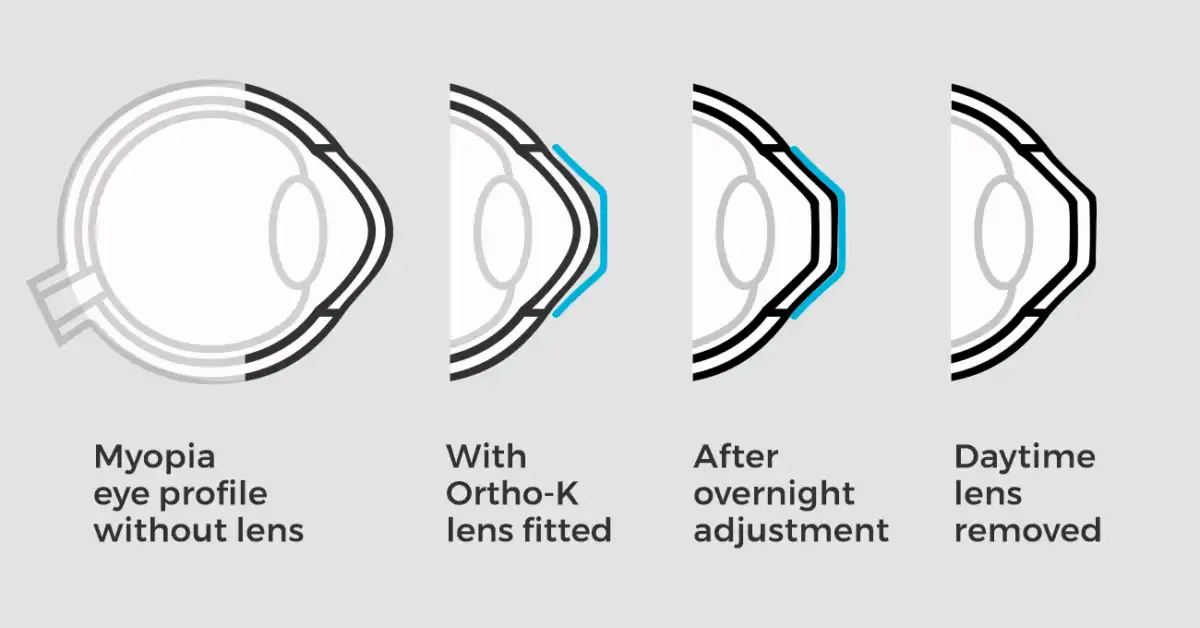 Myopia
eye profile
without lens
With
Ortho-K
lens fitted
After
overnight
adjustment
Daytime
lens
removed